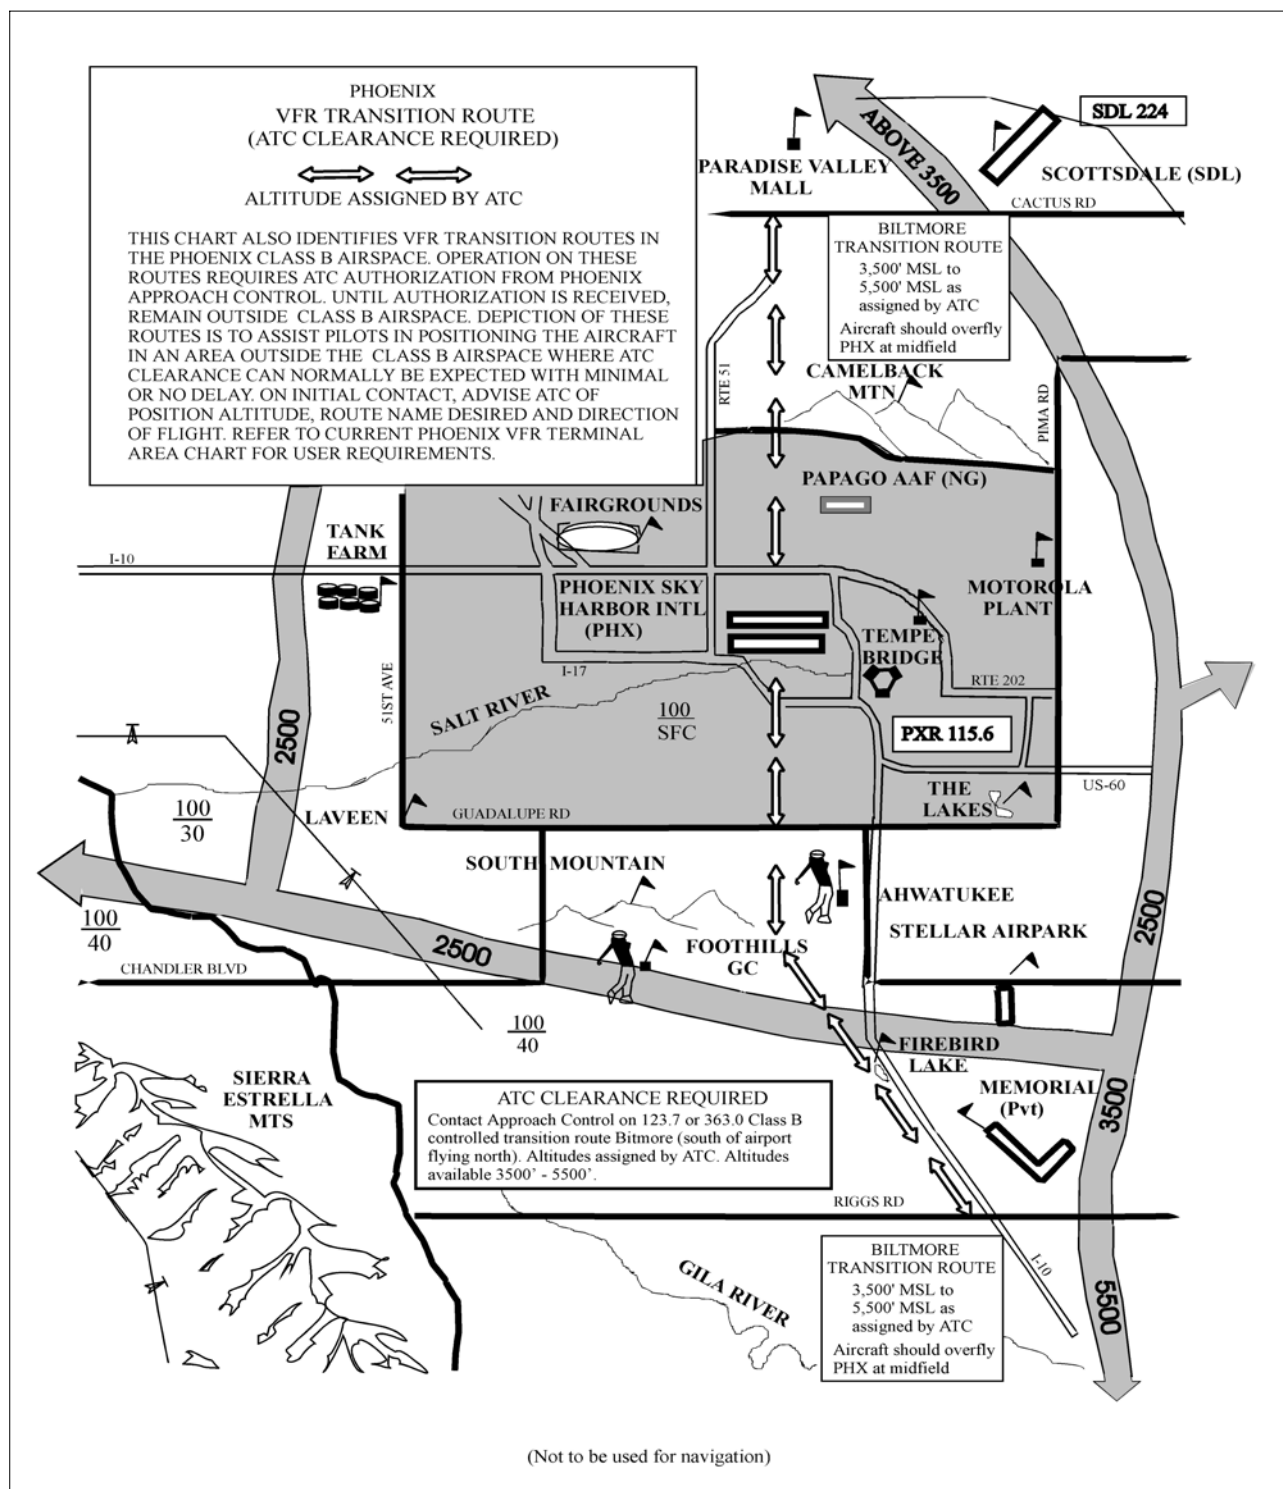 PHOENIX
VFR TRANSITION ROUTE
(ATC CLEARANCE REQUIRED)
ALTITUDE ASSIGNED BY ATC
THIS CHART ALSO IDENTIFIES VFR TRANSITION ROUTES IN
THE PHOENIX CLASS B AIRSPACE. OPERATION ON THESE
ROUTES REQUIRES ATC AUTHORIZATION FROM PHOENIX
APPROACH CONTROL. UNTIL AUTHORIZATION IS RECEIVED,
REMAIN OUTSIDE CLASS B AIRSPACE. DEPICTION OF THESE
ROUTES IS TO ASSIST PILOTS IN POSITIONING THE AIRCRAFT
IN AN AREA OUTSIDE THE CLASS B AIRSPACE WHERE ATC
CLEARANCE CAN NORMALLY BE EXPECTED WITH MINIMAL
OR NO DELAY. ON INITIAL CONTACT, ADVISE ATC OF
POSITION ALTITUDE, ROUTE NAME DESIRED AND DIRECTION
OF FLIGHT. REFER TO CURRENT PHOENIX VFR TERMINAL
AREA CHART FOR USER REQUIREMENTS.
SDL 224
ABOVE 3500
PARADISE VALLEY
MALL
SCOTTSDALE (SDL)
CACTUS RD
BILTMORE
TRANSITION ROUTE
3,500' MSL to
5,500' MSL as
assigned by ATC
Aircraft should overfly
PHX at midfield
RTE 51
CAMELBACK
MTN
PIMA RD
PAPAGO AAF (NG)
FAIRGROUNDS
TANK
FARM
I-10
PHOENIX SKY
HARBOR INTL
(PHX)
MOTOROLA
PLANT
TEMPE
BRIDGE
I-17
RTE 202
51ST AVE
SALT RIVER
100
SFC
PXR 115.6
2500
US-60
THE
LAKES
100
30
LAVEEN
GUADALUPE RD
SOUTH MOUNTAIN
AHWATUKEE
100
40
2500
FOOTHILLS
GC
STELLAR AIRPARK
2500
CHANDLER BLVD
100
40
FIREBIRD
LAKE
SIERRA
ESTRELLA
MTS
MEMORIAL
(Pvt)
3500
ATC CLEARANCE REQUIRED
Contact Approach Control on 123.7 or 363.0 Class B
controlled transition route Bitmore (south of airport
flying north). Altitudes assigned by ATC. Altitudes
available 3500’ - 5500’.
RIGGS RD
GILA RIVER
BILTMORE
TRANSITION ROUTE
3,500' MSL to
5,500' MSL as
assigned by ATC
Aircraft should overfly
PHX at midfield
I-10
5500
(Not to be used for navigation)